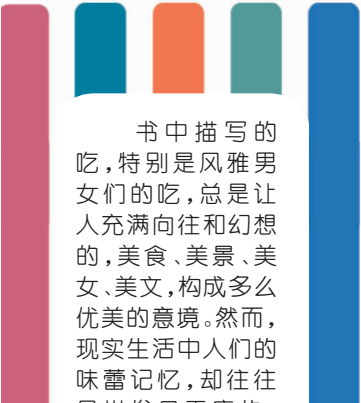 书中描写的
吃,特别是风雅男
女们的吃,总是让
人充满向往和幻想
的,美食、美景、美
女、美文,构成多么
优美的意境。然而,
现实生活中人们的
味蕾记忆,却往往